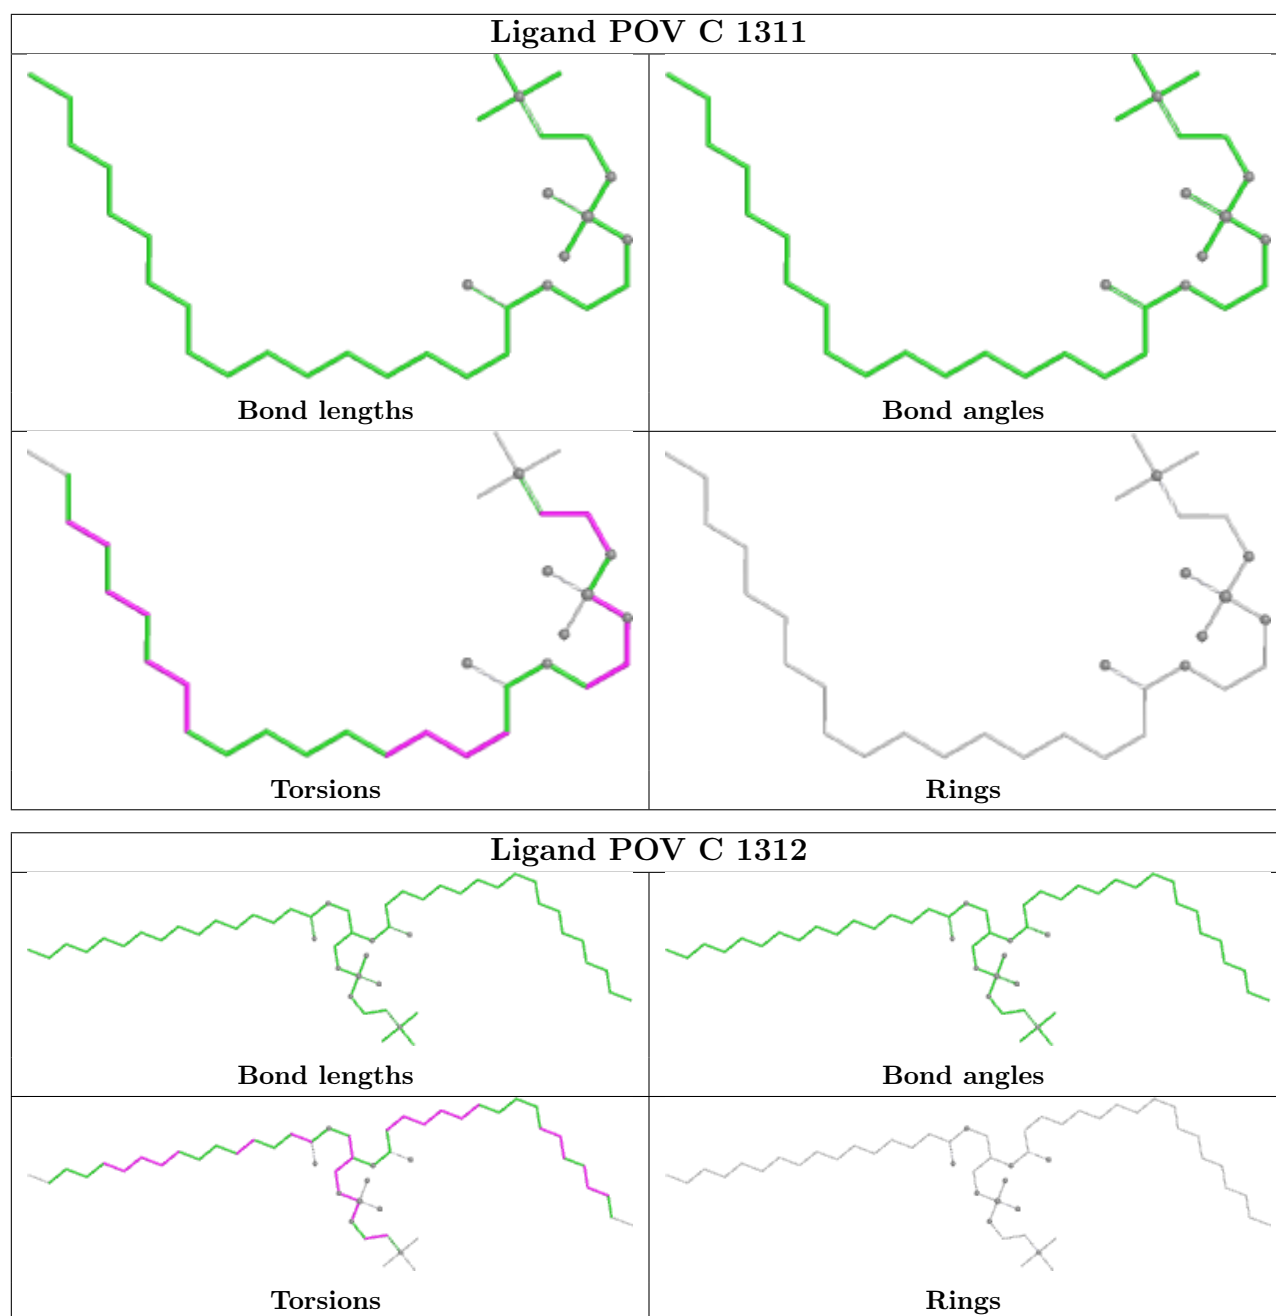 Ligand POV C 1311
Bond lengths
Bond angles
Torsions
Rings
Ligand POV C 1312
Bond lengths
Bond angles
Torsions
Rings